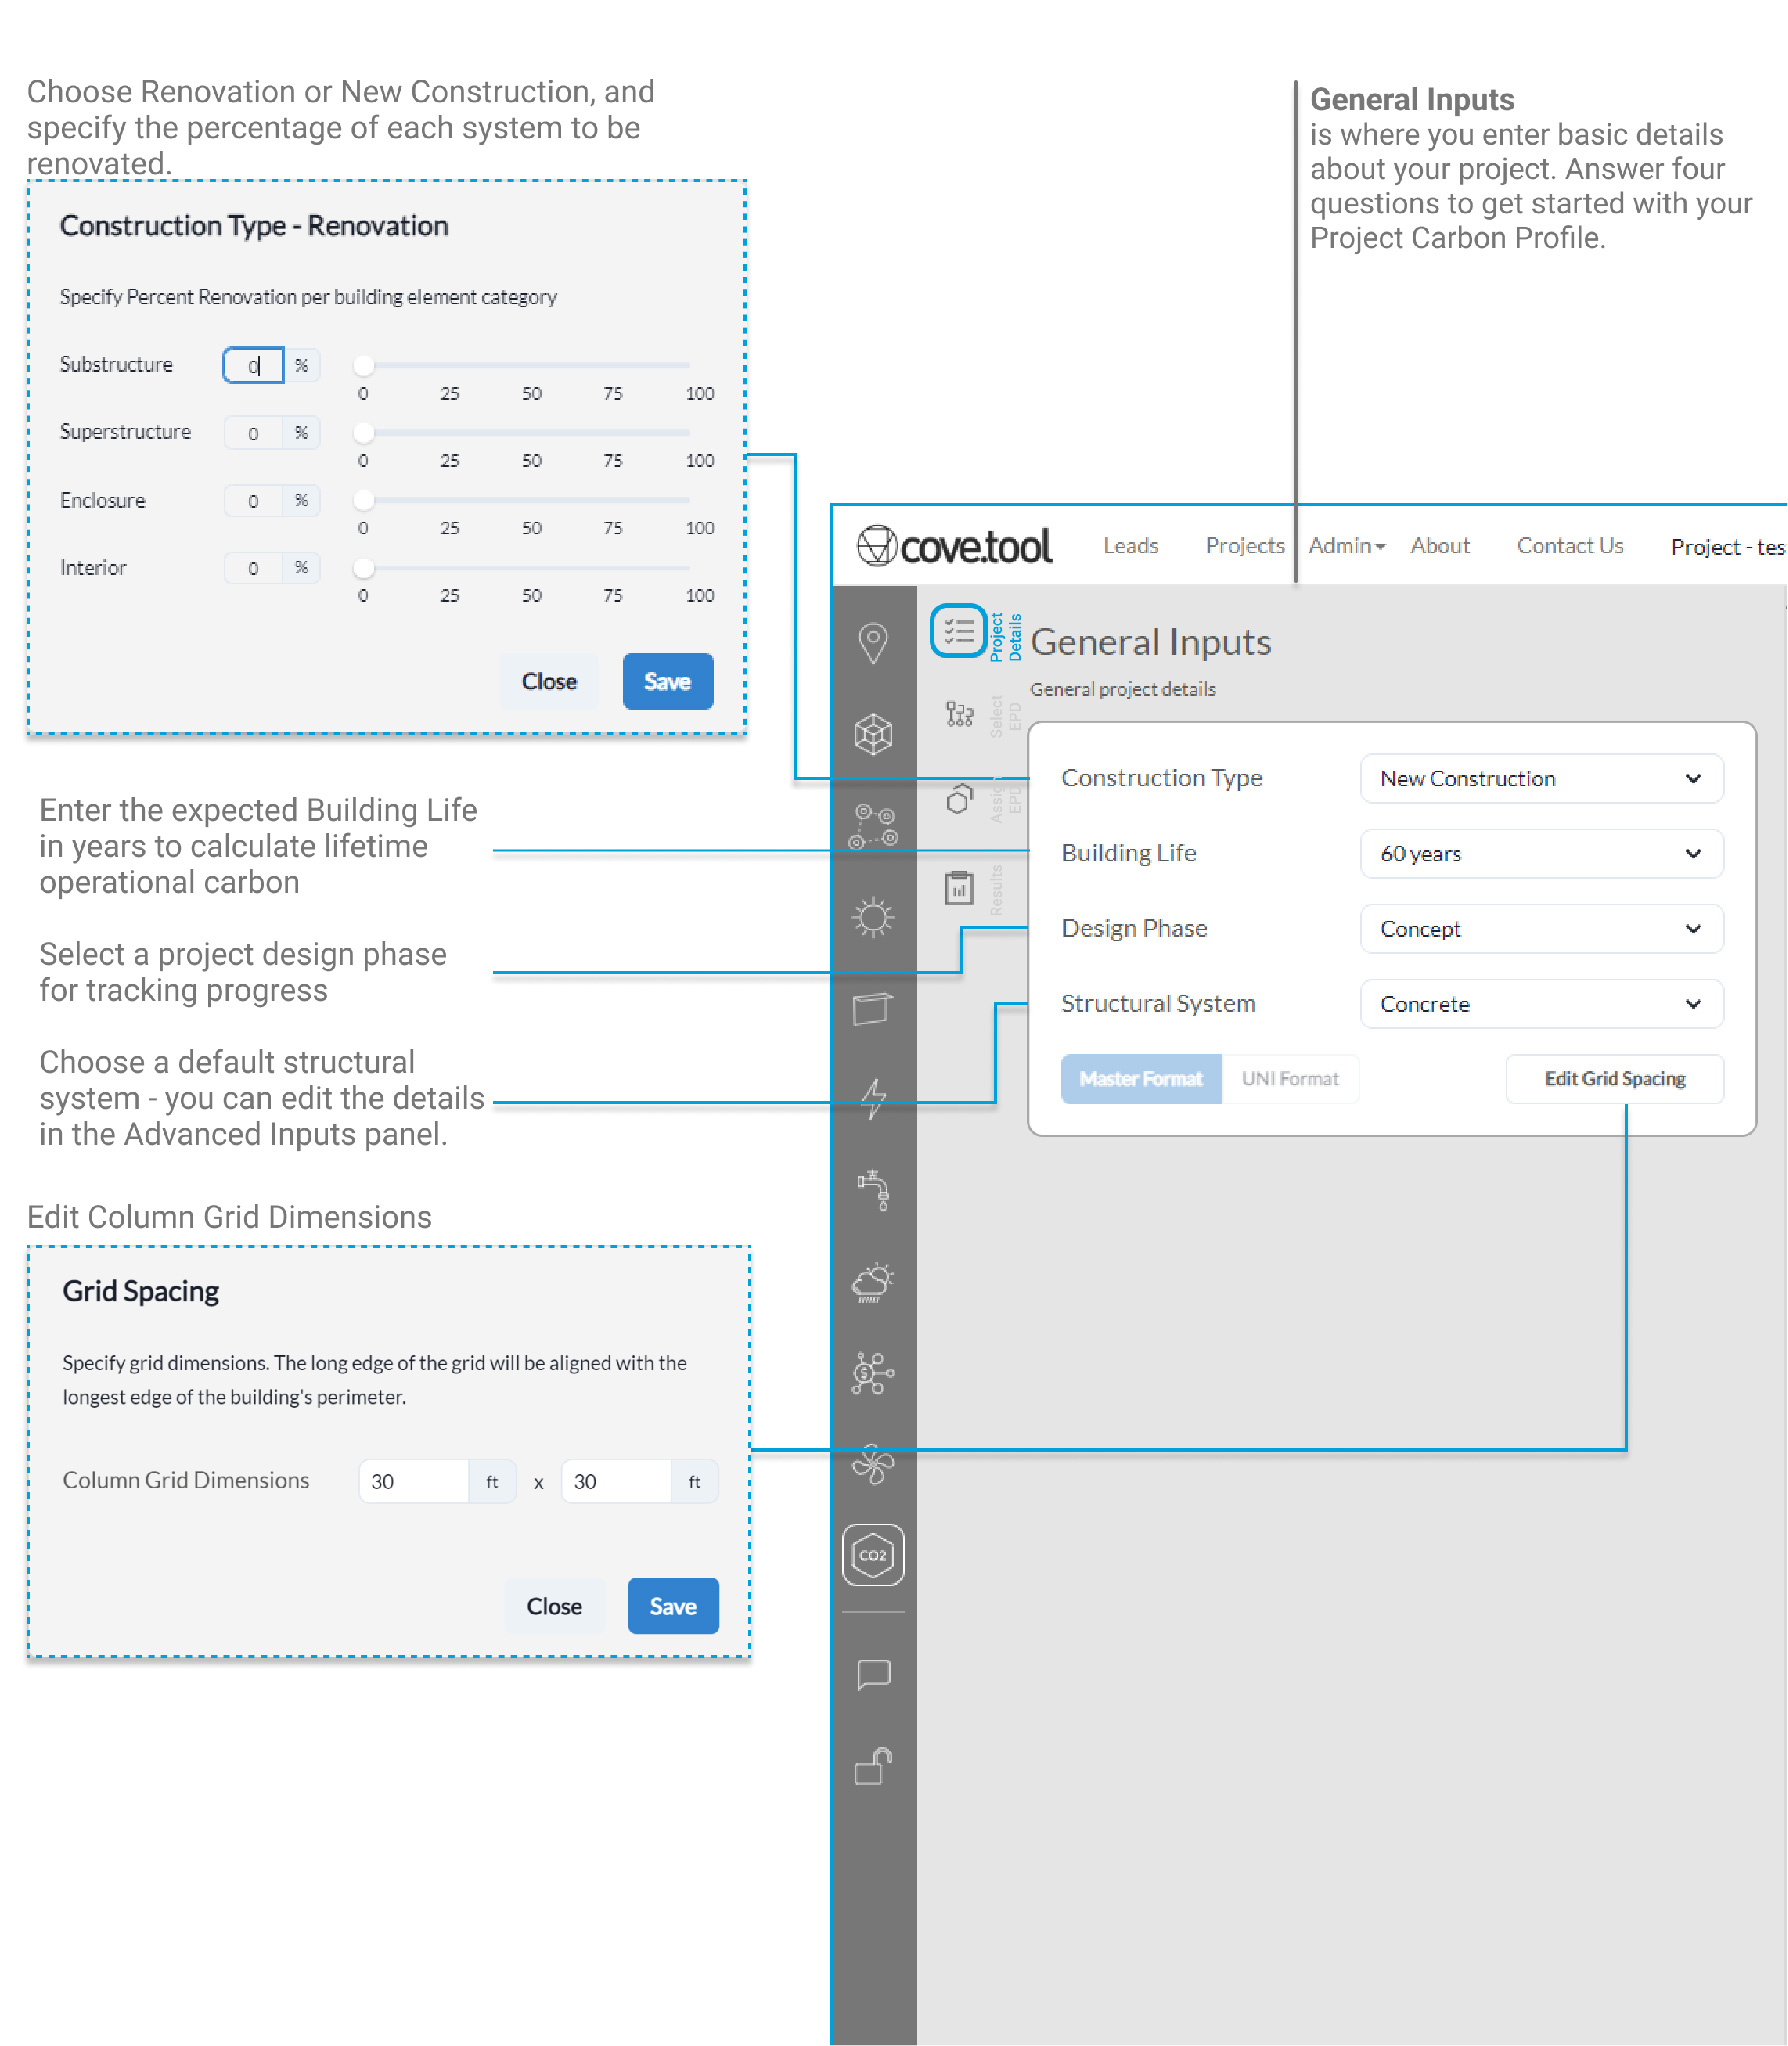 Choose Renovation or New Construction, and
specify the percentage of each system to be
renovated.
Construction Type - Renovation
Specify Percent Renovation per building element category
Substructure 0 %
0 25 50 75 100
Superstructure 0 %
0 25 50 75 100
Enclosure 0 %
0 25 50 75 100
Interior 0 %
0 25 50 75 100
Close Save
General Inputs
is where you enter basic details
about your project. Answer four
questions to get started with your
Project Carbon Profile.
Enter the expected Building Life
in years to calculate lifetime
operational carbon
Select a project design phase
for tracking progress
Choose a default structural
system - you can edit the details
in the Advanced Inputs panel.
Edit Column Grid Dimensions
Grid Spacing
Specify grid dimensions. The long edge of the grid will be aligned with the
longest edge of the building's perimeter.
Column Grid Dimensions 30 ft x 30 ft
Close Save
cove.tool Leads Projects Admin About Contact Us Project - tes
Project
Details
Select
EPD
Assig
EPD
Results
CO2
General Inputs
General project details
Construction Type New Construction
Building Life 60 years
Design Phase Concept
Structural System Concrete
Master Format UNI Format Edit Grid Spacing